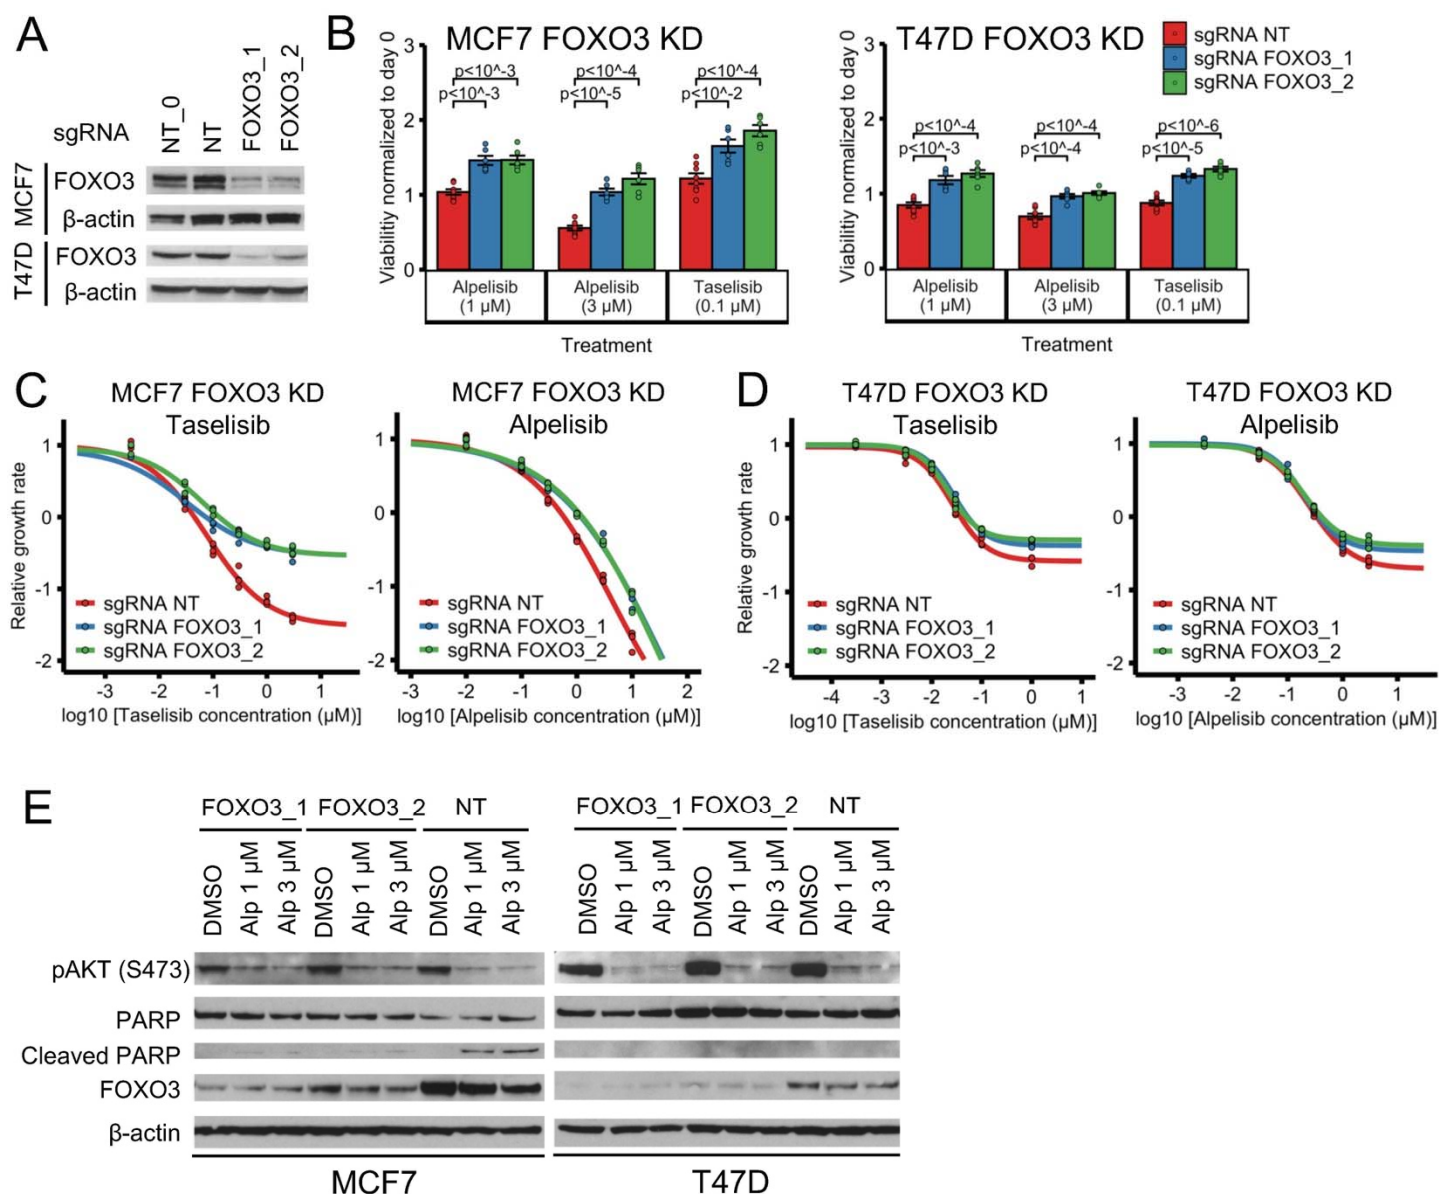 A
sgRNA
NT_0
NT
FOXO3_1
FOXO3_2
MCF7
FOXO3
β-actin
T47D
FOXO3
β-actin
B
MCF7 FOXO3 KD
Viabilitiy normalized to day 0
3
2
1
0
p<10^-3
p<10^-3
p<10^-4
p<10^-5
p<10^-4
p<10^-2
Alpelisib
(1 µM)
Alpelisib
(3 µM)
Taselisib
(0.1 µM)
Treatment
T47D FOXO3 KD
Viabilitiy normalized to day 0
3
2
1
0
p<10^-4
p<10^-3
p<10^-4
p<10^-4
p<10^-6
p<10^-5
Alpelisib
(1 µM)
Alpelisib
(3 µM)
Taselisib
(0.1 µM)
Treatment
sgRNA NT
sgRNA FOXO3_1
sgRNA FOXO3_2
C
MCF7 FOXO3 KD
Taselisib
Relative growth rate
1
0
-1
-2
sgRNA NT
sgRNA FOXO3_1
sgRNA FOXO3_2
-3 -2 -1 0 1
log10 [Taselisib concentration (µM)]
MCF7 FOXO3 KD
Alpelisib
1
0
-1
-2
sgRNA NT
sgRNA FOXO3_1
sgRNA FOXO3_2
-3 -2 -1 0 1 2
log10 [Alpelisib concentration (µM)]
D
T47D FOXO3 KD
Taselisib
Relative growth rate
1
0
-1
-2
sgRNA NT
sgRNA FOXO3_1
sgRNA FOXO3_2
-4 -3 -2 -1 0 1
log10 [Taselisib concentration (µM)]
T47D FOXO3 KD
Alpelisib
1
0
-1
-2
sgRNA NT
sgRNA FOXO3_1
sgRNA FOXO3_2
-3 -2 -1 0 1
log10 [Alpelisib concentration (µM)]
E
FOXO3_1 FOXO3_2 NT
DMSO
Alp 1 µM
Alp 3 µM
DMSO
Alp 1 µM
Alp 3 µM
DMSO
Alp 1 µM
Alp 3 µM
FOXO3_1 FOXO3_2 NT
DMSO
Alp 1 µM
Alp 3 µM
DMSO
Alp 1 µM
Alp 3 µM
DMSO
Alp 1 µM
Alp 3 µM
pAKT (S473)
PARP
Cleaved PARP
FOXO3
β-actin
MCF7
T47D